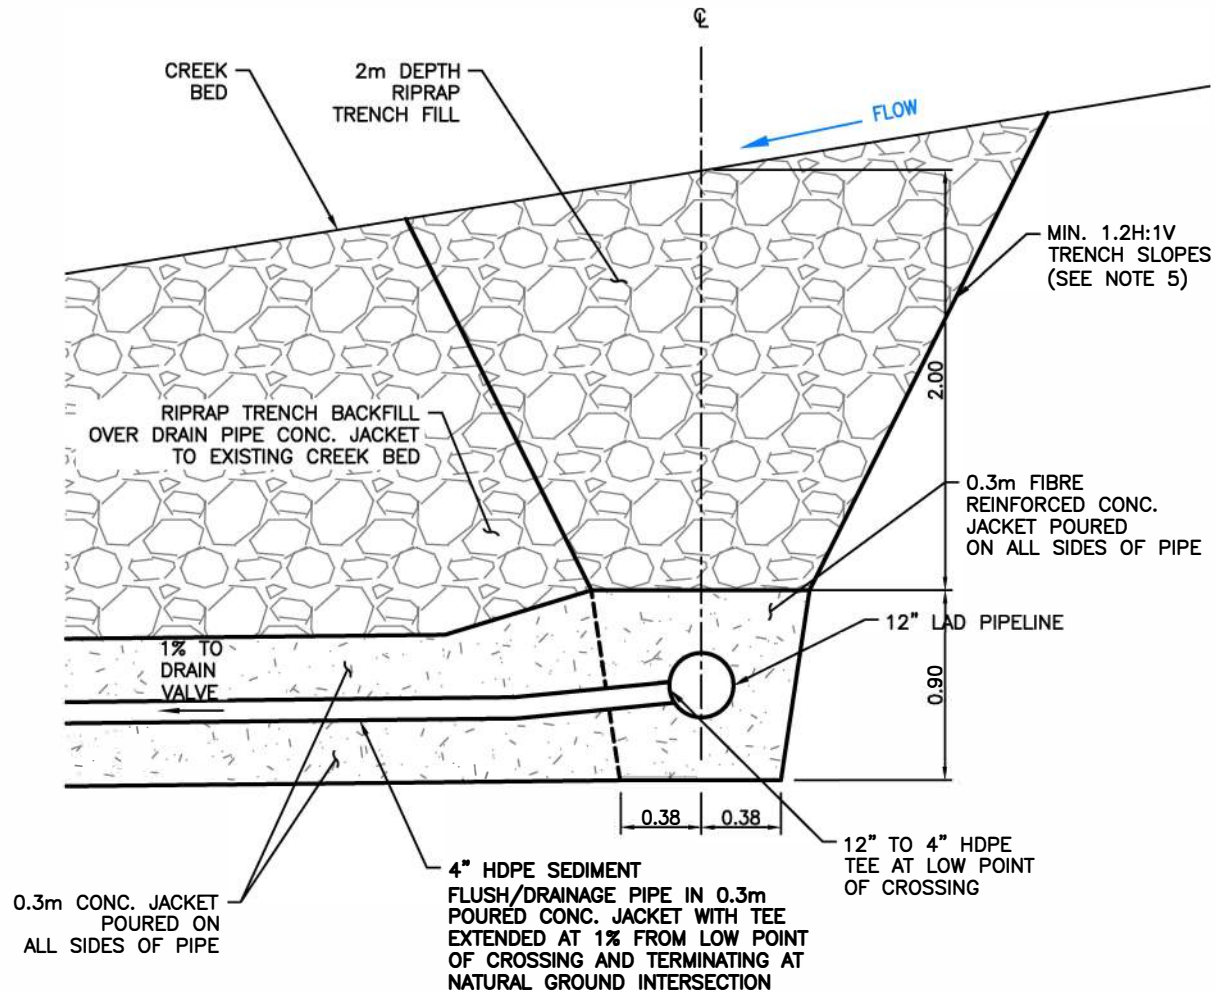 ℄
CREEK
BED
2m DEPTH
RIPRAP
TRENCH FILL
FLOW
MIN. 1.2H:1V
TRENCH SLOPES
(SEE NOTE 5)
2.00
RIPRAP TRENCH BACKFILL
OVER DRAIN PIPE CONC. JACKET
TO EXISTING CREEK BED
0.3m FIBRE
REINFORCED CONC.
JACKET POURED
ON ALL SIDES OF PIPE
12" LAD PIPELINE
1% TO
DRAIN
VALVE
0.90
0.38
0.38
12" TO 4" HDPE
TEE AT LOW POINT
OF CROSSING
4" HDPE SEDIMENT
FLUSH/DRAINAGE PIPE IN 0.3m
POURED CONC. JACKET WITH TEE
EXTENDED AT 1% FROM LOW POINT
OF CROSSING AND TERMINATING AT
NATURAL GROUND INTERSECTION
0.3m CONC. JACKET
POURED ON
ALL SIDES OF PIPE